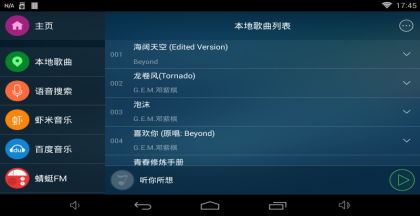 N/A
17:45
主页
本地歌曲
语音搜索
虾
虾米音乐
du
百度音乐
蜻蜓FM
本地歌曲列表
001
海阔天空 (Edited Version)
Beyond
002
龙卷风(Tornado)
G.E.M.邓紫棋
003
泡沫
G.E.M.邓紫棋
004
喜欢你 (原唱: Beyond)
G.E.M.邓紫棋
青春修炼手册
听你所想